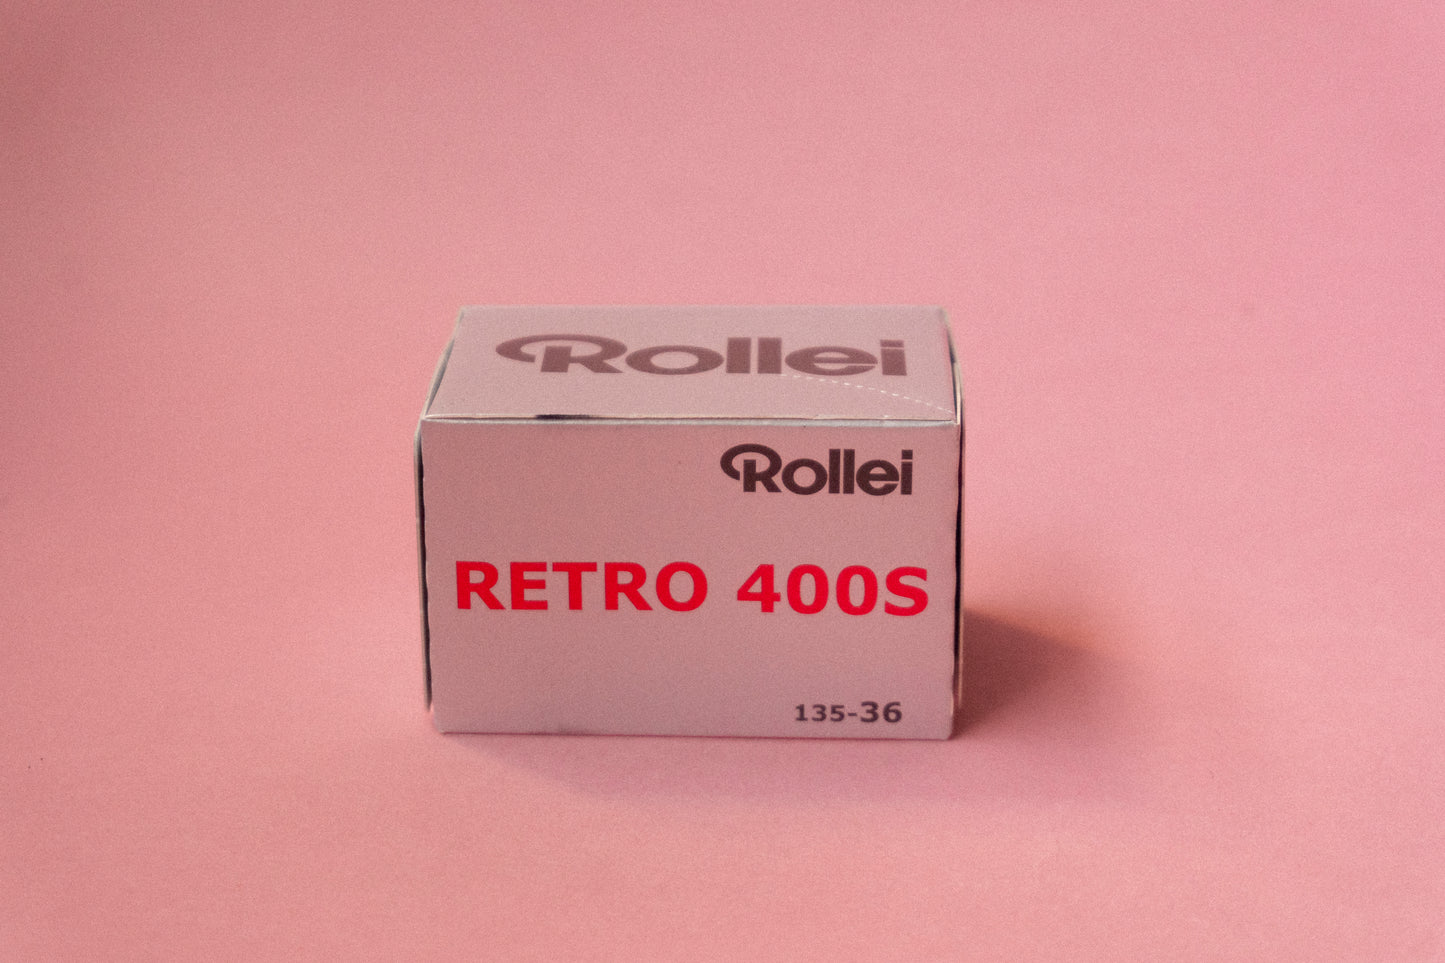 Rollei
Rollei
RETRO 400S
135-36